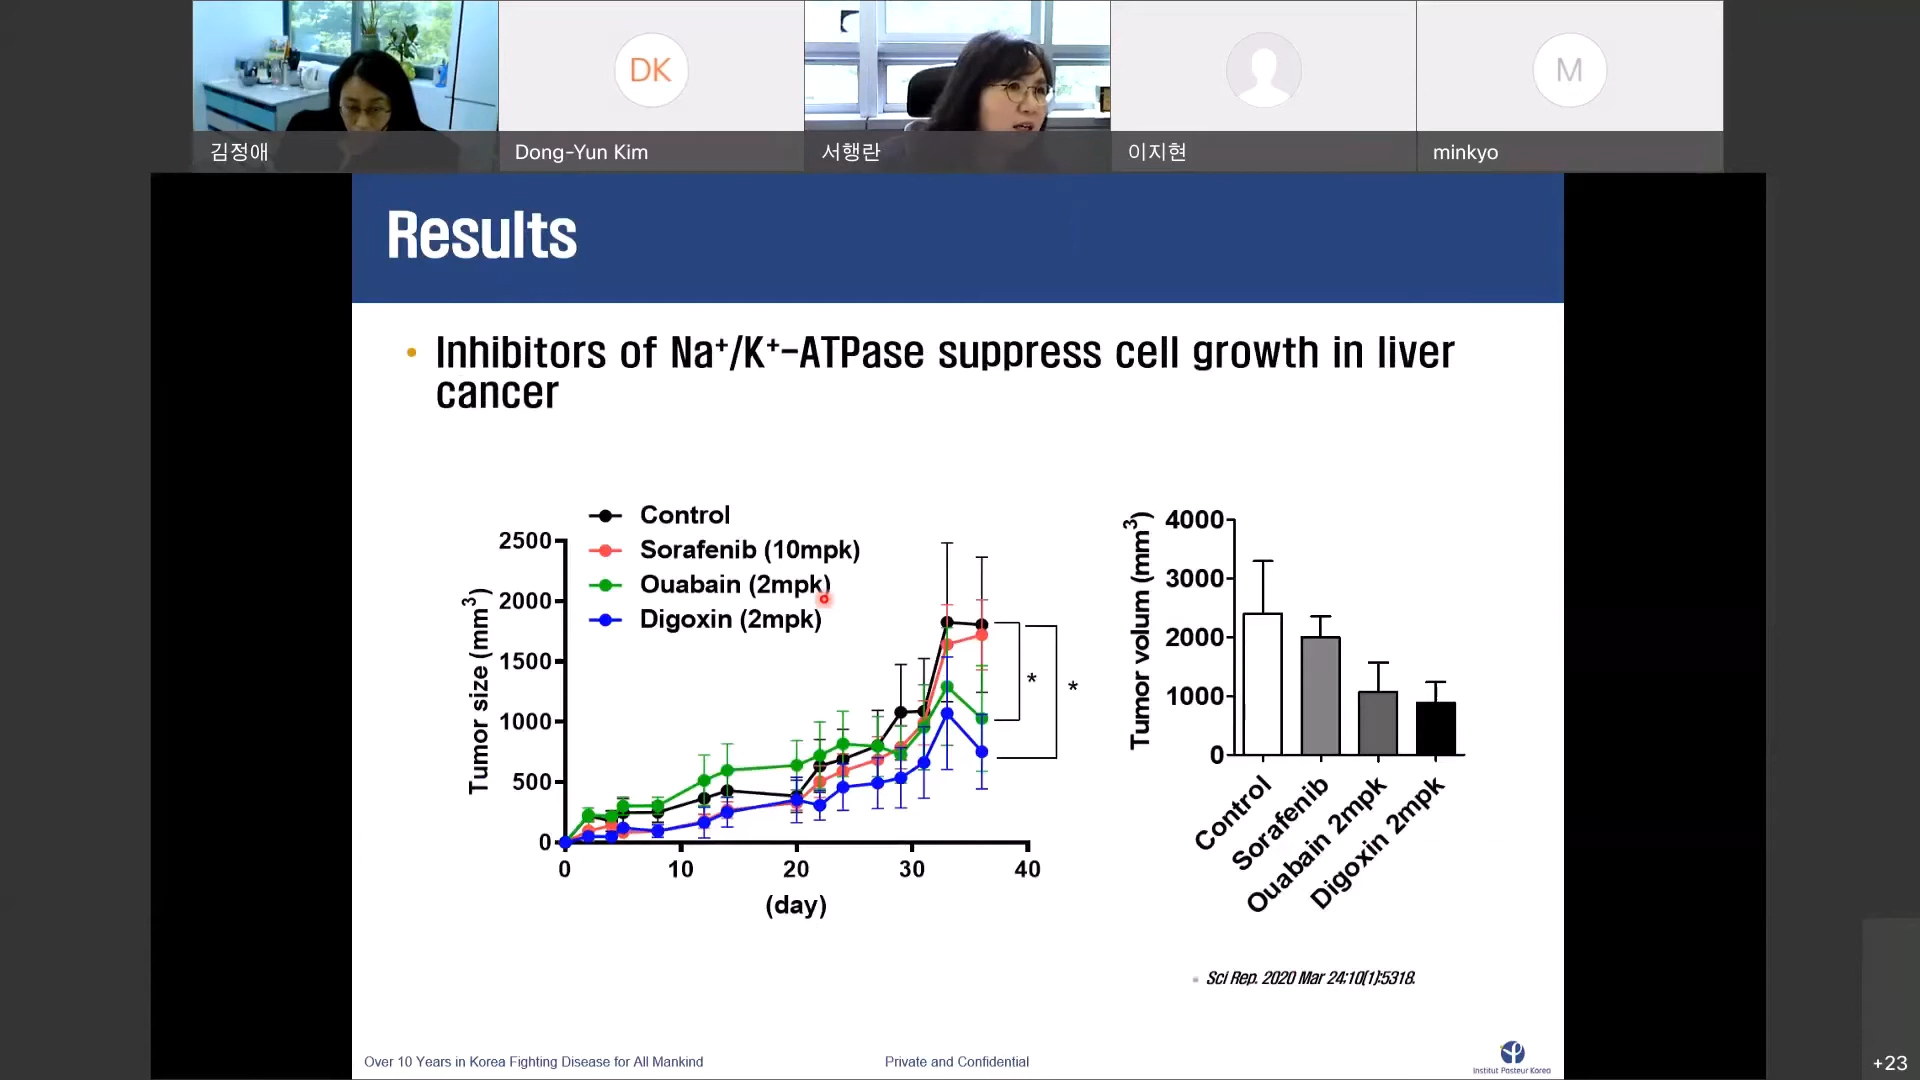 DK
M
김정애
Dong-Yun Kim
서행란
이지현
minkyo
Results
• Inhibitors of Na⁺/K⁺-ATPase suppress cell growth in liver
cancer
Control
Sorafenib (10mpk)
Ouabain (2mpk)
Digoxin (2mpk)
Tumor size (mm³)
2500
2000
1500
1000
500
0
0 10 20 30 40
(day)
*
*
Tumor volum (mm³)
4000
3000
2000
1000
0
Control
Sorafenib
Ouabain 2mpk
Digoxin 2mpk
Sci Rep. 2020 Mar 24;10(1):5318.
Over 10 Years in Korea Fighting Disease for All Mankind
Private and Confidential
Institut Pasteur Korea
+23